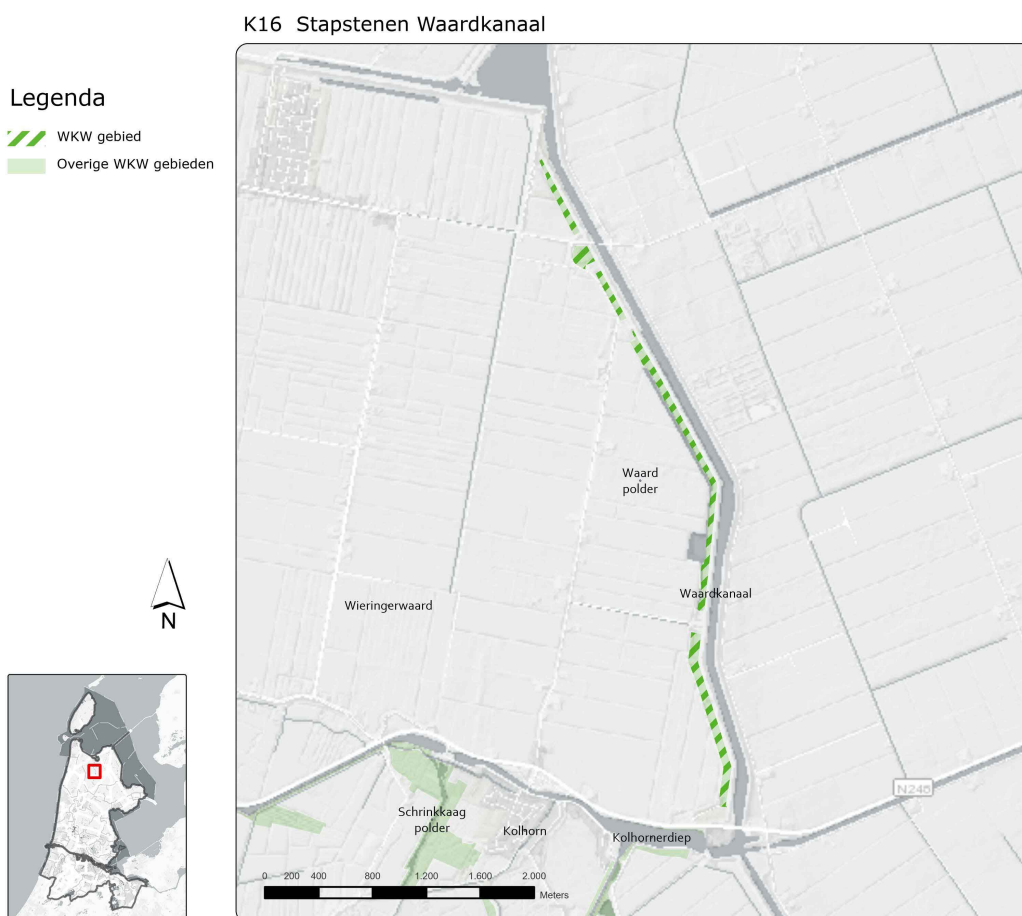 K16 Stapstenen Waardkanaal
Legenda
WKW gebied
Overige WKW gebieden
Waard
polder
Waardkanaal
Wieringerwaard
N
N248
Schrinkkaag
polder
Kolhorn
Kolhornerdiep
0 200 400 800 1.200 1.600 2.000
Meters